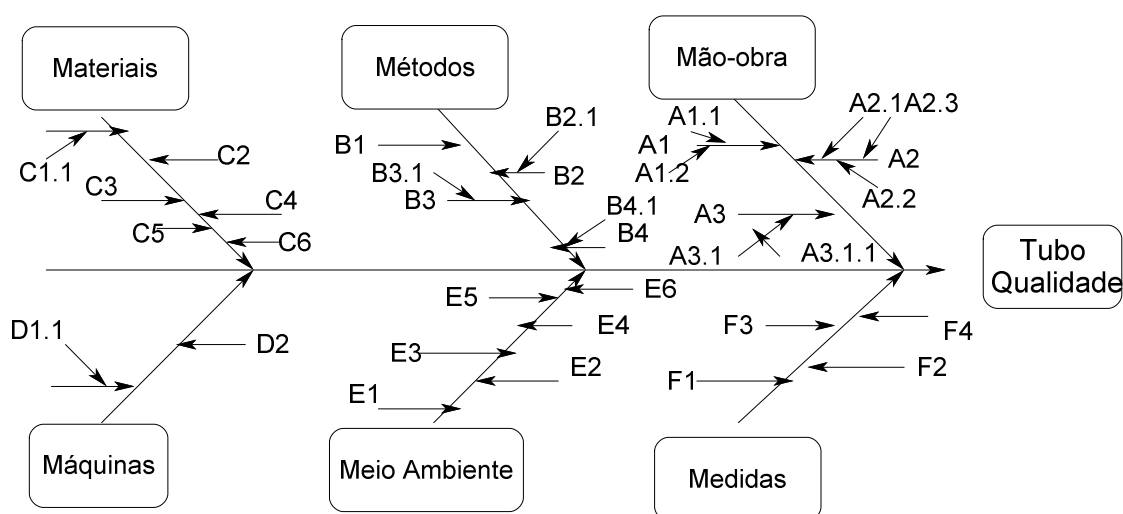 Materiais
Métodos
Mão-obra
C1.1
C2
C3
C4
C5
C6
B1
B2.1
B2
B3.1
B3
B4.1
B4
A1.1
A1
A1.2
A2.1
A2.3
A2
A2.2
A3
A3.1
A3.1.1
Tubo
Qualidade
D1.1
D2
E5
E6
E4
E3
E2
E1
F3
F4
F2
F1
Máquinas
Meio Ambiente
Medidas